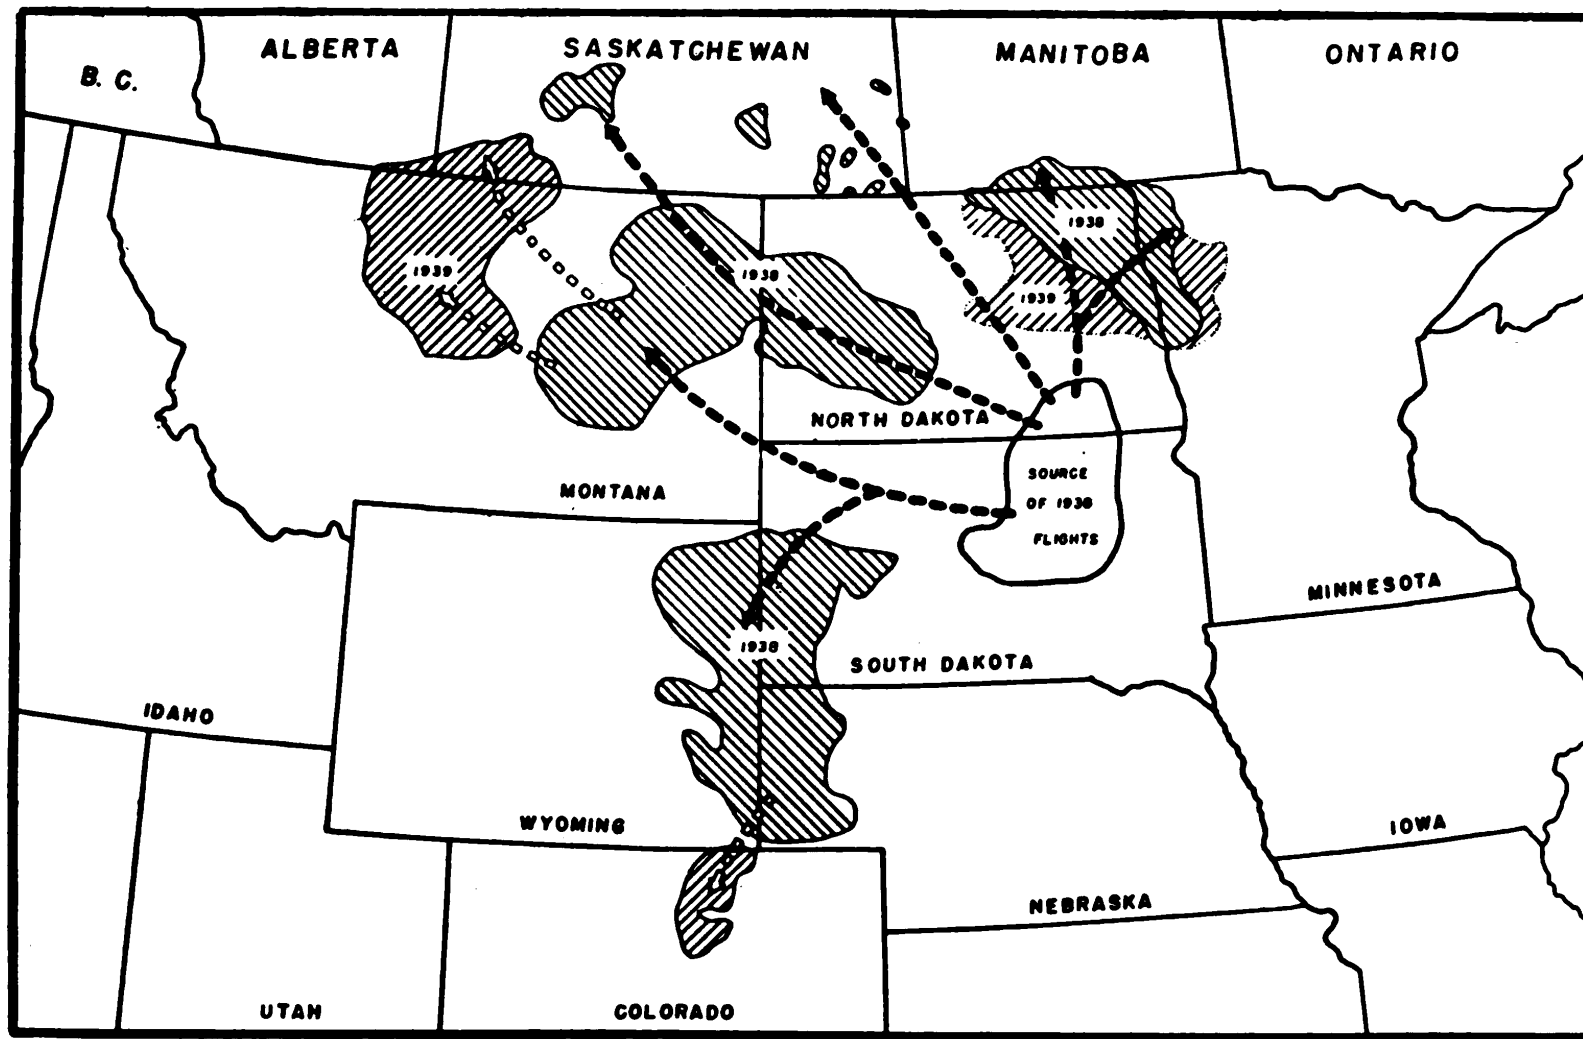 B. C.
ALBERTA
SASKATCHEWAN
MANITOBA
ONTARIO
1938
1939
1938
1939
NORTH DAKOTA
SOURCE
OF 1938
FLIGHTS
MONTANA
MINNESOTA
1938
SOUTH DAKOTA
IDAHO
WYOMING
IOWA
NEBRASKA
UTAH
COLORADO